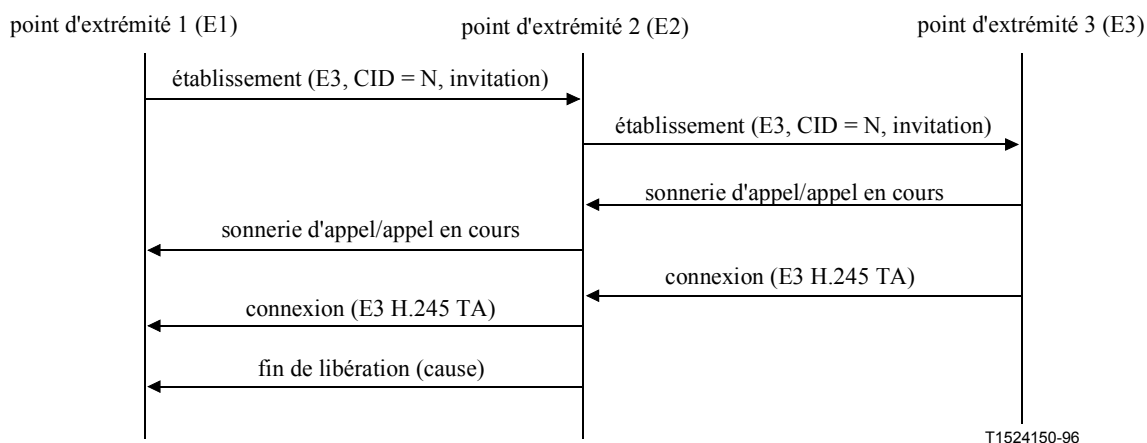 point d'extrémité 1 (E1)
point d'extrémité 2 (E2)
point d'extrémité 3 (E3)
établissement (E3, CID = N, invitation)
établissement (E3, CID = N, invitation)
sonnerie d'appel/appel en cours
sonnerie d'appel/appel en cours
connexion (E3 H.245 TA)
connexion (E3 H.245 TA)
fin de libération (cause)
T1524150-96